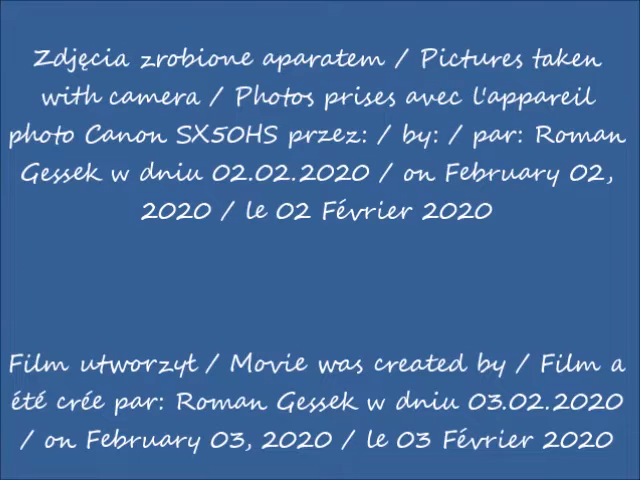 Zdjęcia zrobione aparatem / Pictures taken
with camera / Photos prises avec l'appareil
photo Canon SX50HS przez: / by: / par: Roman
Gessek w dniu 02.02.2020 / on February 02,
2020 / le 02 Février 2020
Film utworzył / Movie was created by / Film a
été crée par: Roman Gessek w dniu 03.02.2020
/ on February 03, 2020 / le 03 Février 2020